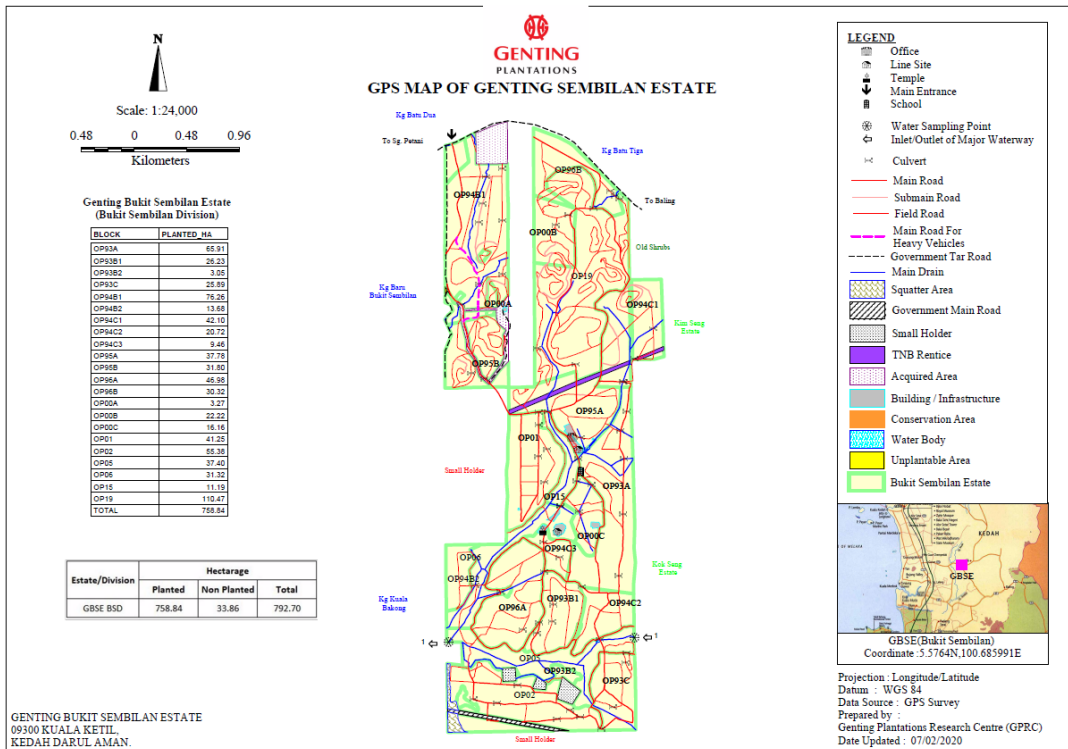 GENTING
PLANTATIONS
GPS MAP OF GENTING SEMBILAN ESTATE
N
Scale: 1:24,000
0.48 0 0.48 0.96
Kilometers
Genting Bukit Sembilan Estate
(Bukit Sembilan Division)
BLOCK PLANTED_HA
OP93A 65.91
OP93B1 26.23
OP93B2 3.05
OP93C 25.89
OP94B1 76.26
OP94B2 13.68
OP94C1 42.10
OP94C2 20.72
OP94C3 9.46
OP95A 37.78
OP95B 31.80
OP96A 46.98
OP96B 30.32
OP00A 3.27
OP00B 22.22
OP00C 16.16
OP01 41.25
OP02 55.38
OP05 37.40
OP06 31.32
OP15 11.19
OP19 110.47
TOTAL 758.84
Estate/Division Hectarage
Planted Non Planted Total
GBSE BSD 758.84 33.86 792.70
GENTING BUKIT SEMBILAN ESTATE
09300 KUALA KETIL,
KEDAH DARUL AMAN.
Kg Batu Dua
To Sg. Petani
Kg Batu Tiga
OP96B
OP94B1
To Baling
OP00B
Old Shrubs
OP19
Kg Baru
Bukit Sembilan
OP00A
OP94C1
Kim Seng
Estate
OP95B
OP95A
OP01
Small Holder
OP93A
OP15
OP00C
OP94C3
OP06
OP94B2
Kok Seng
Estate
Kg Kuala
Bakong
OP96A
OP93B1
OP94C2
1
1
OP05
OP93B2
OP93C
OP02
Small Holder
LEGEND
Office
Line Site
Temple
Main Entrance
School
Water Sampling Point
Inlet/Outlet of Major Waterway
Culvert
Main Road
Submain Road
Field Road
Main Road For
Heavy Vehicles
Government Tar Road
Main Drain
Squatter Area
Government Main Road
Small Holder
TNB Rentice
Acquired Area
Building / Infrastructure
Conservation Area
Water Body
Unplantable Area
Bukit Sembilan Estate
KEDAH
GBSE
GBSE(Bukit Sembilan)
Coordinate :5.5764N,100.685991E
Projection : Longitude/Latitude
Datum : WGS 84
Data Source : GPS Survey
Prepared by :
Genting Plantations Research Centre (GPRC)
Date Updated : 07/02/2020